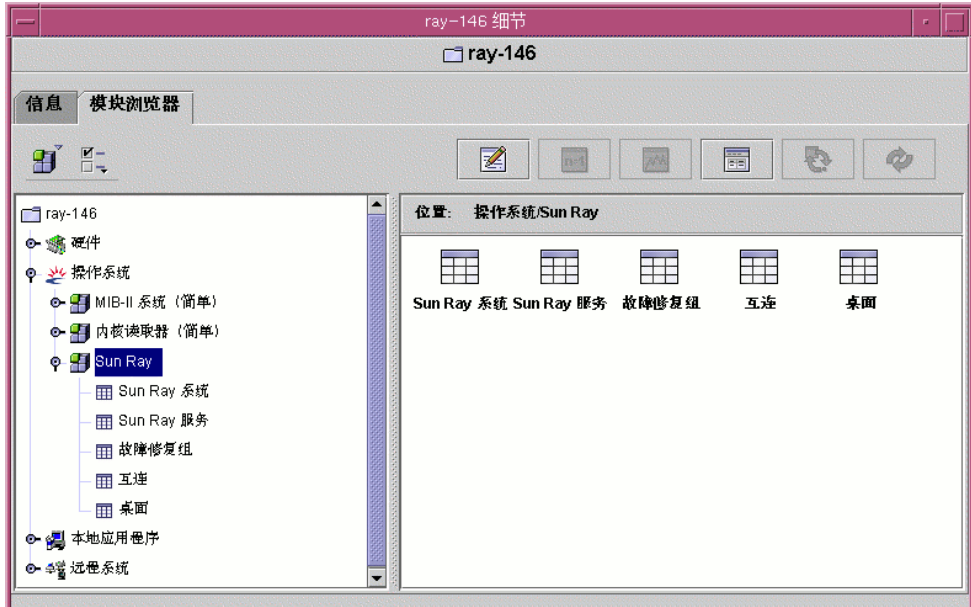 ray-146 细节
ray-146
信息 模块浏览器
n=1
ray-146
硬件
操作系统
MIB-II 系统（简单）
内核读取器（简单）
Sun Ray
Sun Ray 系统
Sun Ray 服务
故障修复组
互连
桌面
本地应用程序
远程系统
位置: 操作系统/Sun Ray
Sun Ray 系统 Sun Ray 服务 故障修复组 互连 桌面